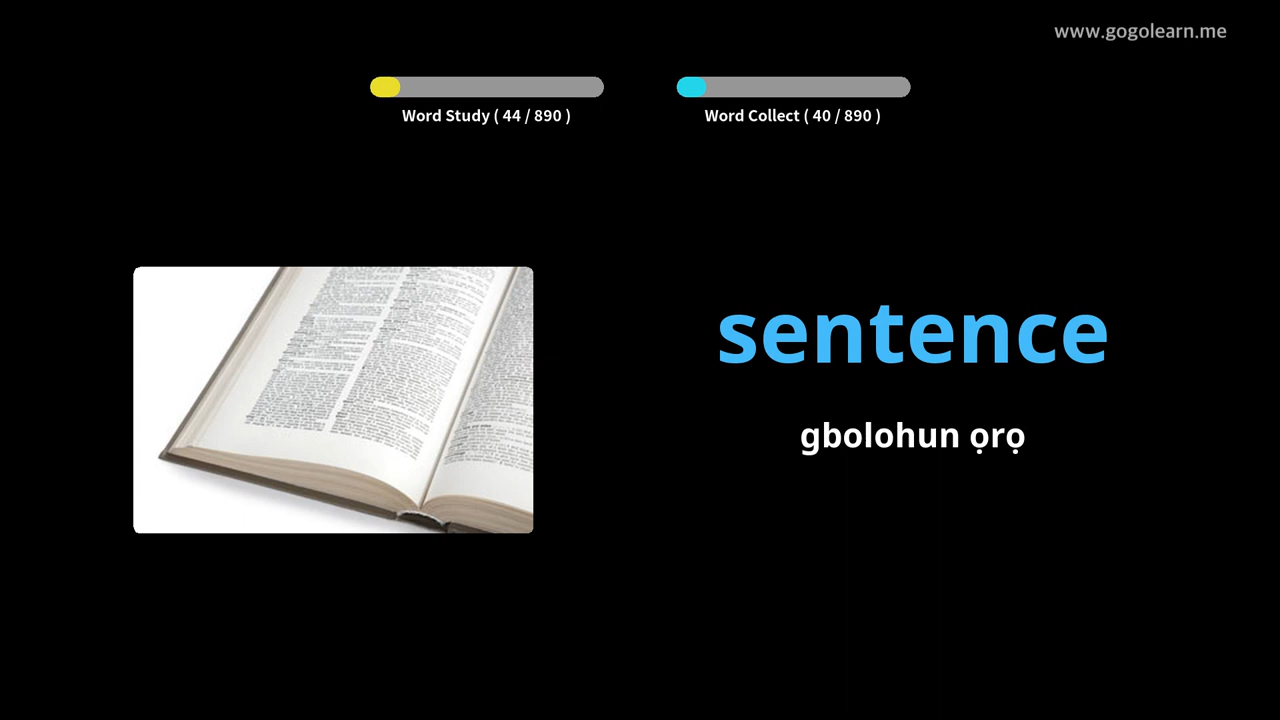 www.gogolearn.me
Word Study ( 44 / 890 )
Word Collect ( 40 / 890 )
sentence
gbolohun ọrọ